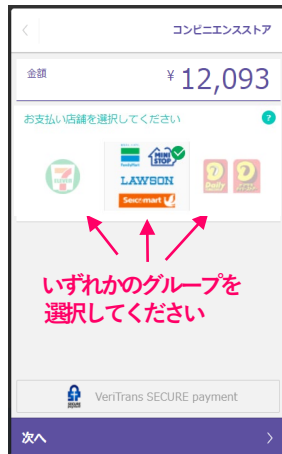 コンビニエンスストア
金額
¥ 12,093
お支払い店舗を選択してください
?
FamilyMart
MINI STOP
LAWSON
Seicomart
Daily
いずれかのグループを
選択してください
VeriTrans SECURE payment
次へ